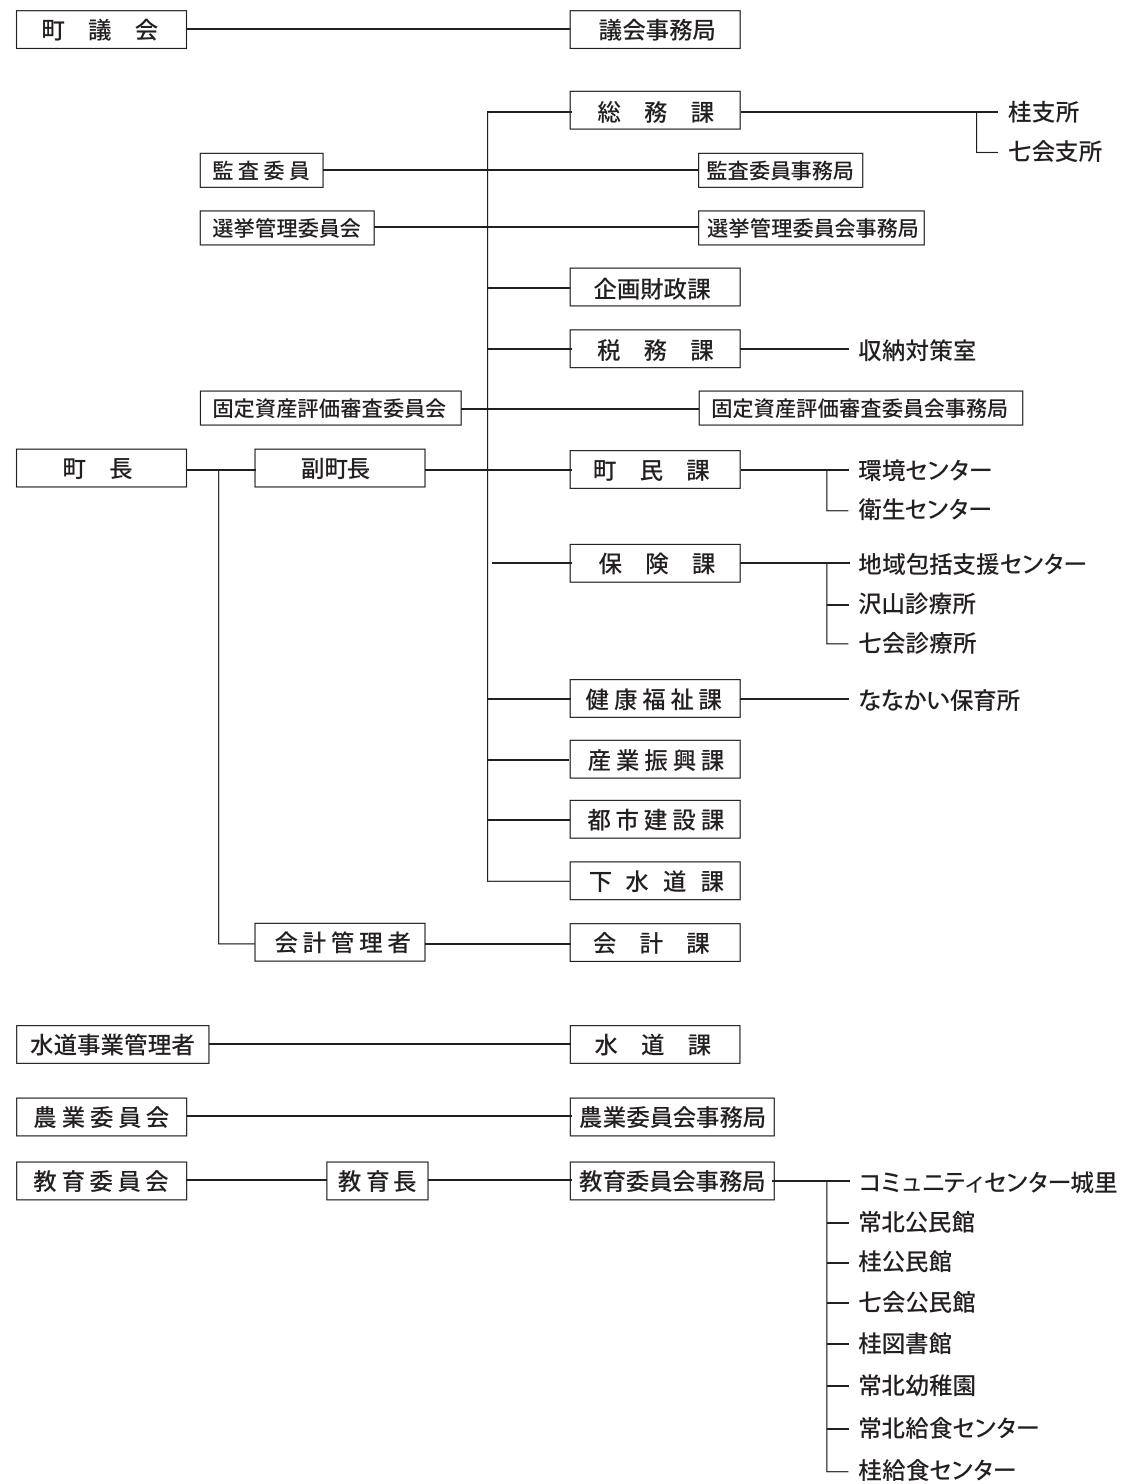 町議会 議会事務局
総務課 桂支所
七会支所
監査委員 監査委員事務局
選挙管理委員会 選挙管理委員会事務局
企画財政課
税務課 収納対策室
固定資産評価審査委員会 固定資産評価審査委員会事務局
町長 副町長 町民課 環境センター
衛生センター
保険課 地域包括支援センター
沢山診療所
七会診療所
健康福祉課 ななかい保育所
産業振興課
都市建設課
下水道課
会計管理者 会計課
水道事業管理者 水道課
農業委員会 農業委員会事務局
教育委員会 教育長 教育委員会事務局 コミュニティセンター城里
常北公民館
桂公民館
七会公民館
桂図書館
常北幼稚園
常北給食センター
桂給食センター